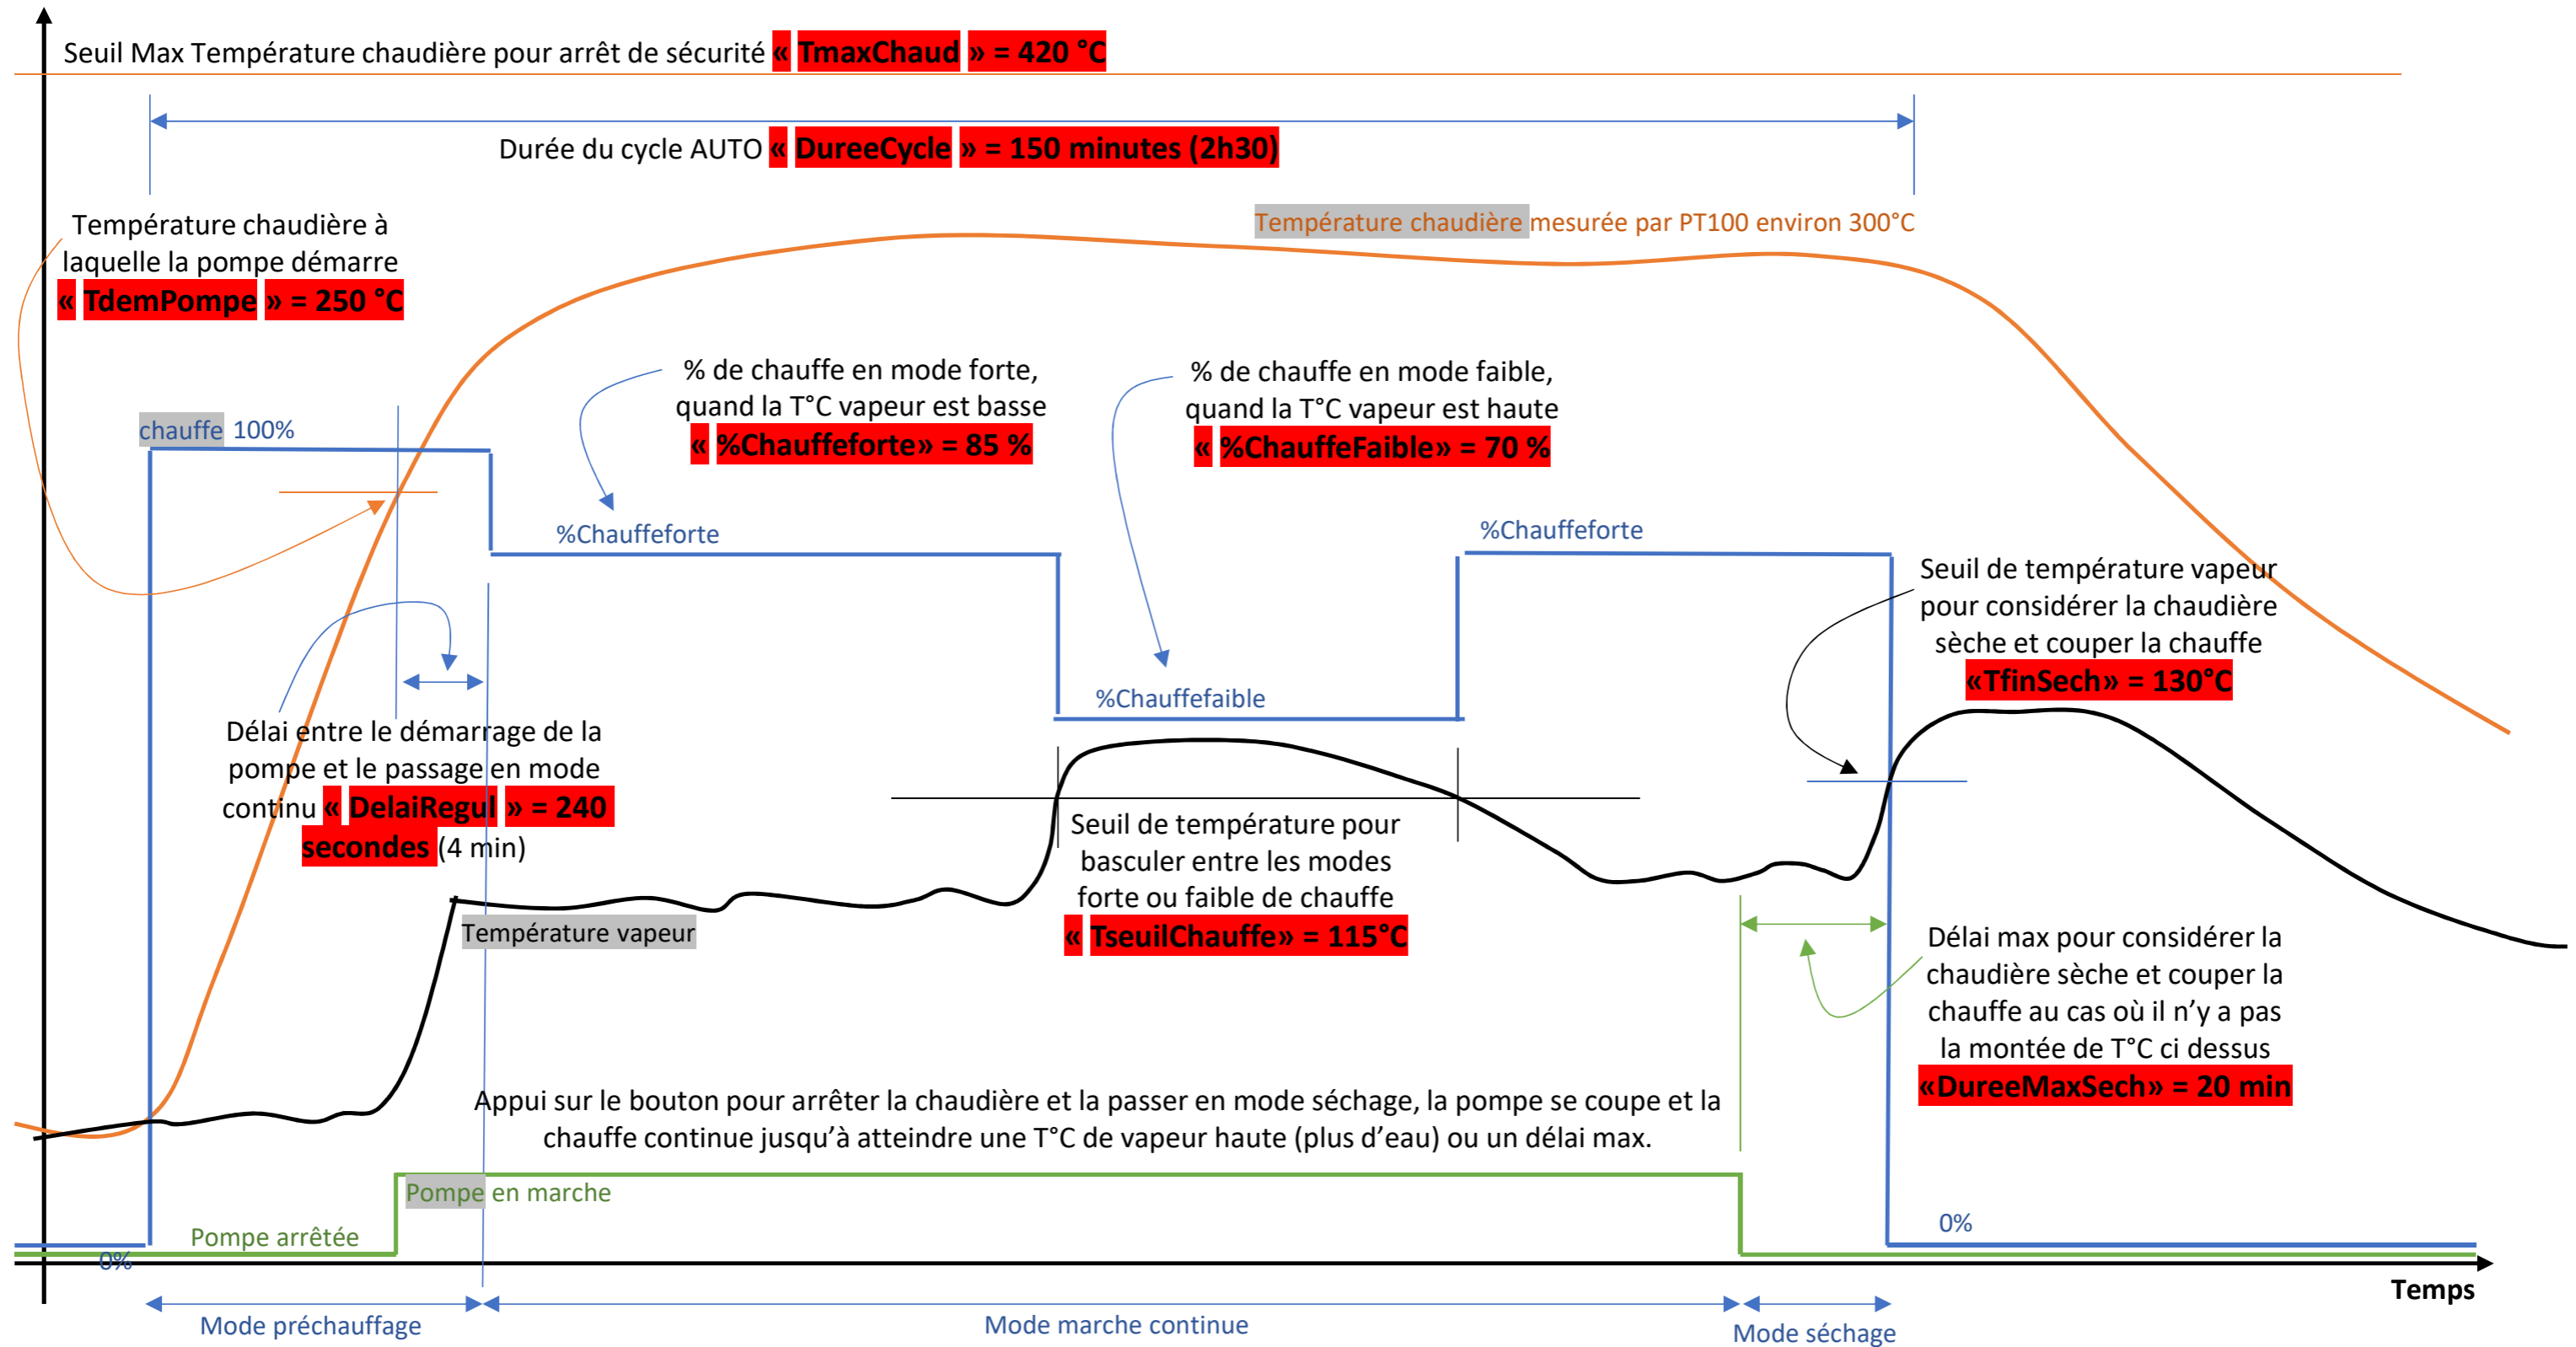 Seuil Max Température chaudière pour arrêt de sécurité « TmaxChaud » = 420 °C
Durée du cycle AUTO « DureeCycle » = 150 minutes (2h30)
Température chaudière à
laquelle la pompe démarre
« TdemPompe » = 250 °C
Température chaudière mesurée par PT100 environ 300°C
chauffe 100%
% de chauffe en mode forte,
quand la T°C vapeur est basse
« %Chauffeforte» = 85 %
% de chauffe en mode faible,
quand la T°C vapeur est haute
« %ChauffeFaible» = 70 %
%Chauffeforte
%Chauffeforte
%Chauffefaible
Seuil de température vapeur
pour considérer la chaudière
sèche et couper la chauffe
«TfinSech» = 130°C
Délai entre le démarrage de la
pompe et le passage en mode
continu « DelaiRegul » = 240
secondes (4 min)
Température vapeur
Seuil de température pour
basculer entre les modes
forte ou faible de chauffe
« TseuilChauffe» = 115°C
Délai max pour considérer la
chaudière sèche et couper la
chauffe au cas où il n’y a pas
la montée de T°C ci dessus
«DureeMaxSech» = 20 min
Appui sur le bouton pour arrêter la chaudière et la passer en mode séchage, la pompe se coupe et la
chauffe continue jusqu’à atteindre une T°C de vapeur haute (plus d’eau) ou un délai max.
Pompe en marche
Pompe arrêtée
0%
0%
Temps
Mode préchauffage
Mode marche continue
Mode séchage